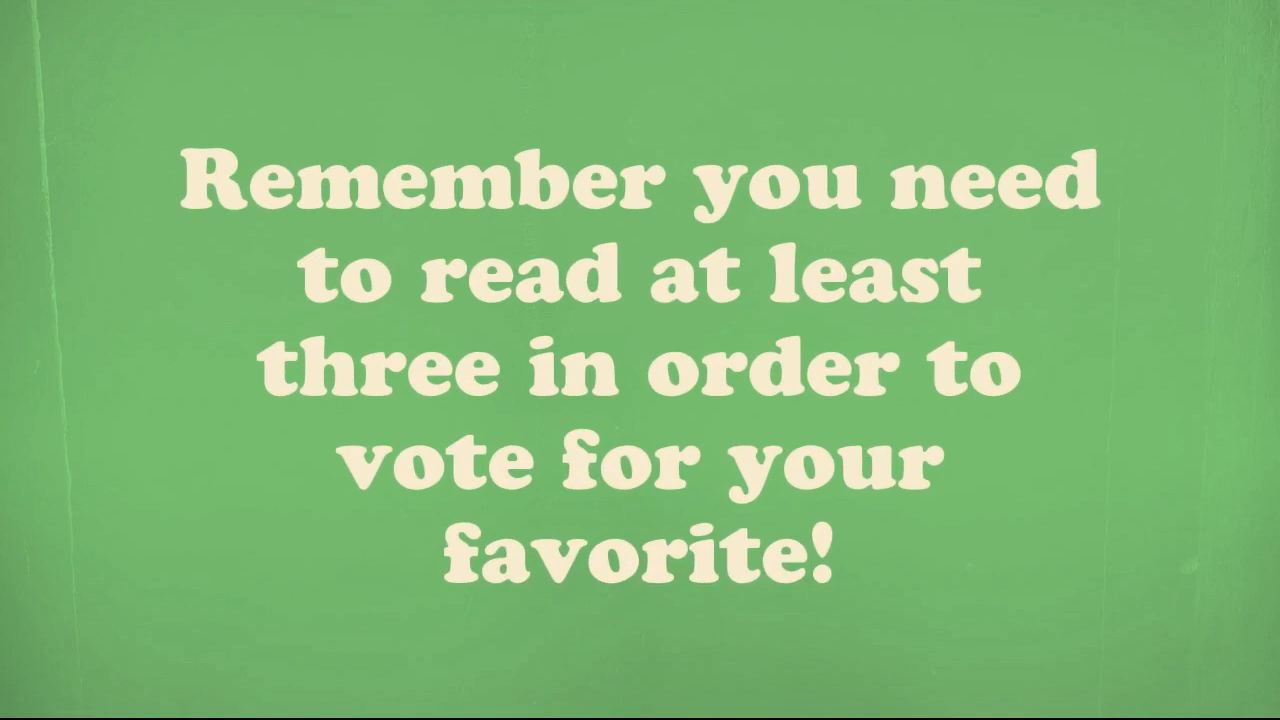 Remember you need
to read at least
three in order to
vote for your
favorite!